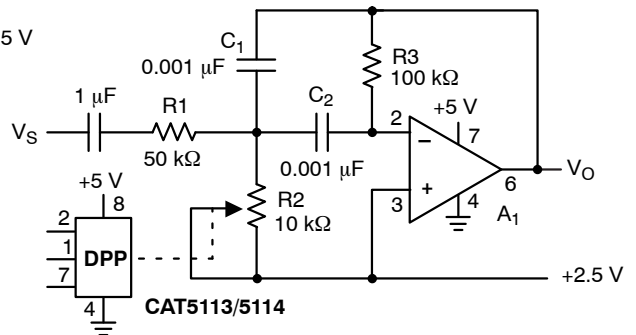 5 V
C1
0.001 μF
R3
100 kΩ
1 μF
R1
C2
+5 V
7
2
–
VS
50 kΩ
0.001 μF
6
VO
+
3
4
A1
+5 V
8
R2
10 kΩ
2
1
DPP
7
4
CAT5113/5114
+2.5 V